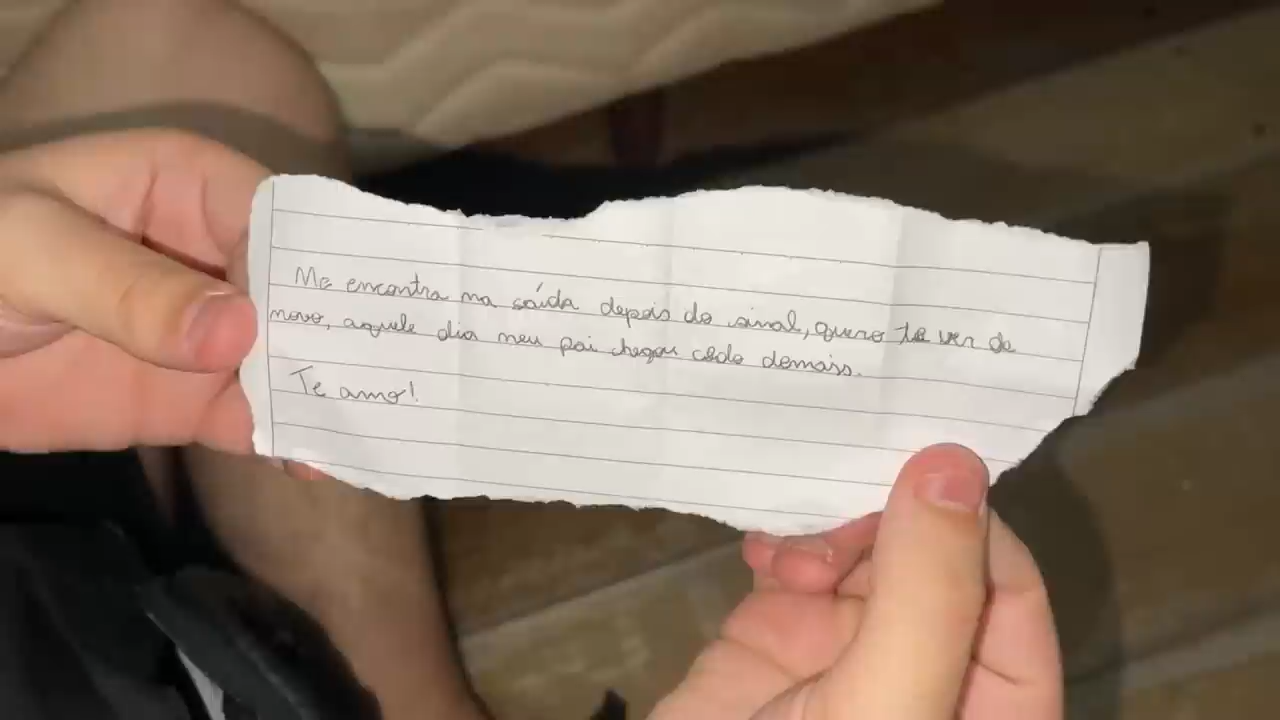 Me encontra na saída depois do sinal, quero te ver de
novo, aquele dia meu pai chegou cedo demais.
Te amo!